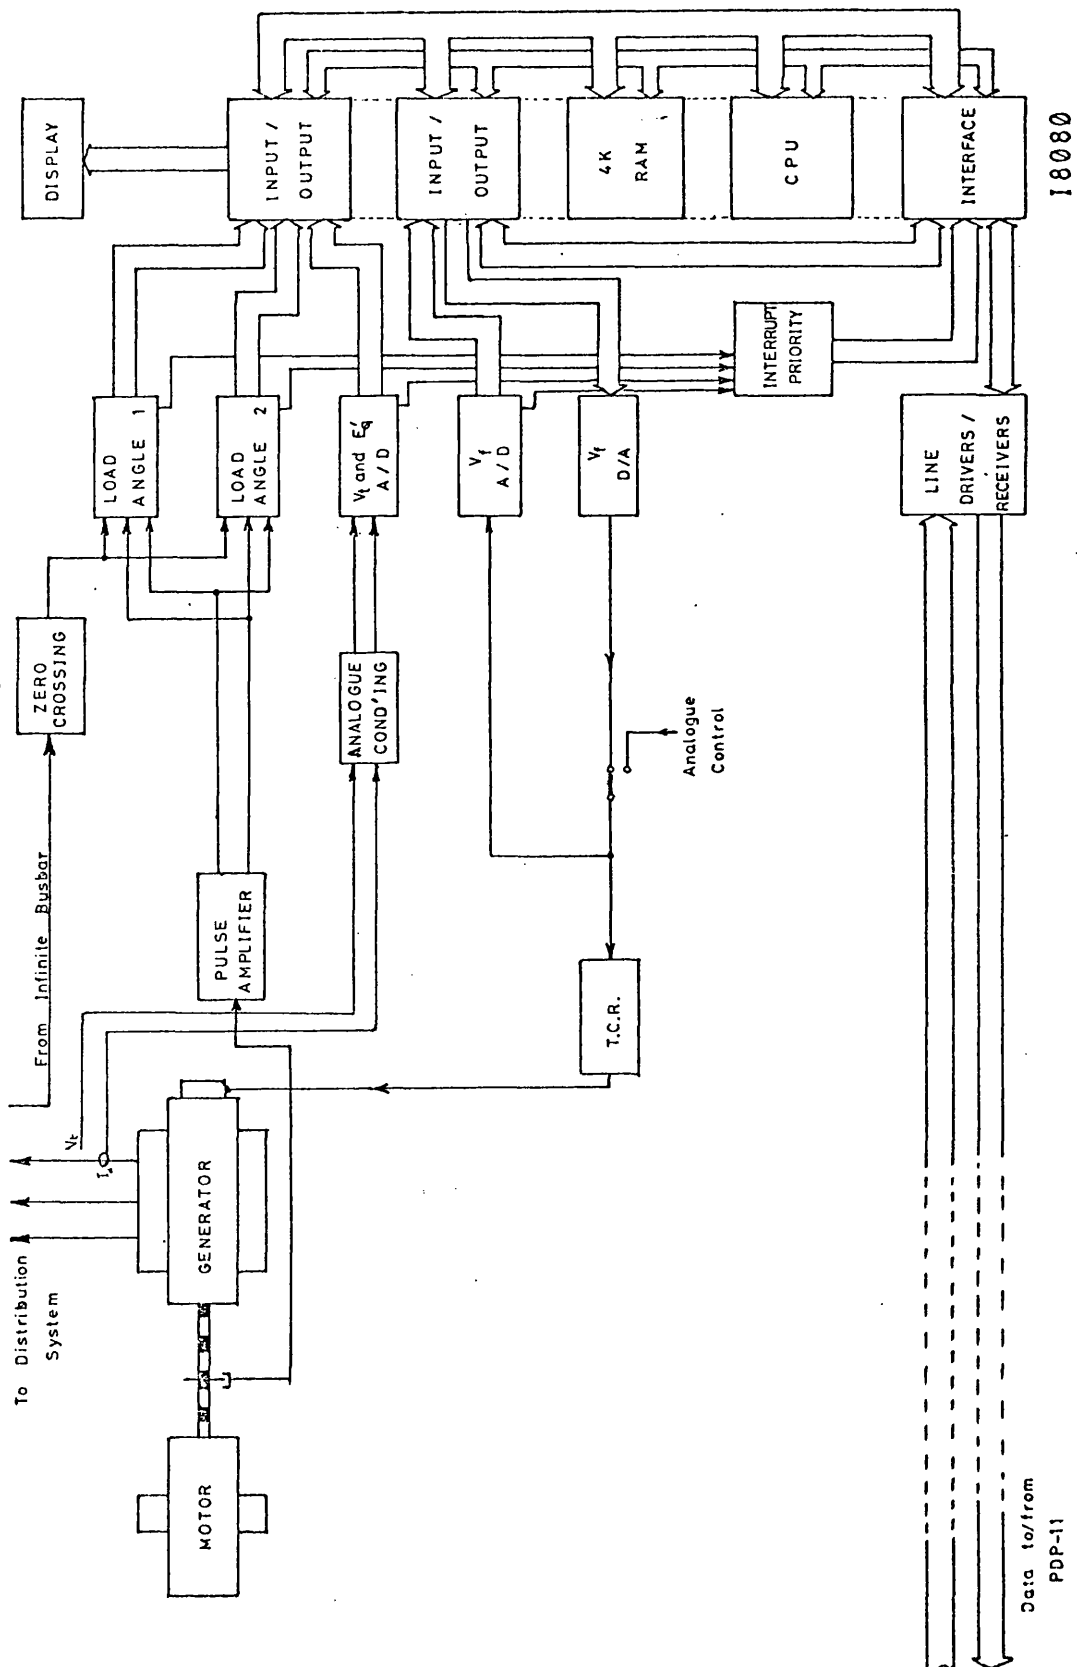 To Distribution
System
From Infinite Busbar
Vt
I
MOTOR
GENERATOR
PULSE
AMPLIFIER
ZERO
CROSSING
ANALOGUE
COND'ING
T.C.R.
Analogue
Control
LOAD
ANGLE 1
LOAD
ANGLE 2
Vt and E'q
A/D
Vf
A/D
Vf
D/A
INTERRUPT
PRIORITY
LINE
DRIVERS /
RECEIVERS
DISPLAY
INPUT /
OUTPUT
INPUT /
OUTPUT
4K
RAM
CPU
INTERFACE
I8080
Data to/from
PDP-11